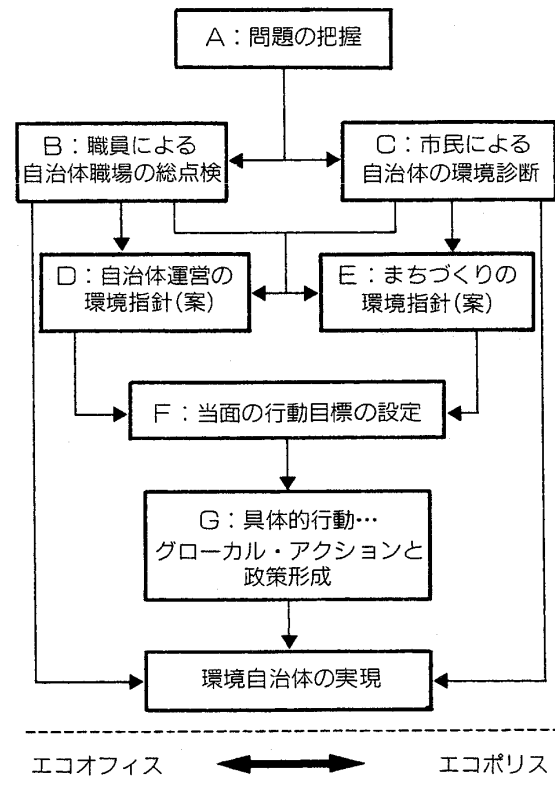 A：問題の把握
B：職員による
自治体職場の総点検
C：市民による
自治体の環境診断
D：自治体運営の
環境指針(案)
E：まちづくりの
環境指針(案)
F：当面の行動目標の設定
G：具体的行動…
グローカル・アクションと
政策形成
環境自治体の実現
エコオフィス
エコポリス